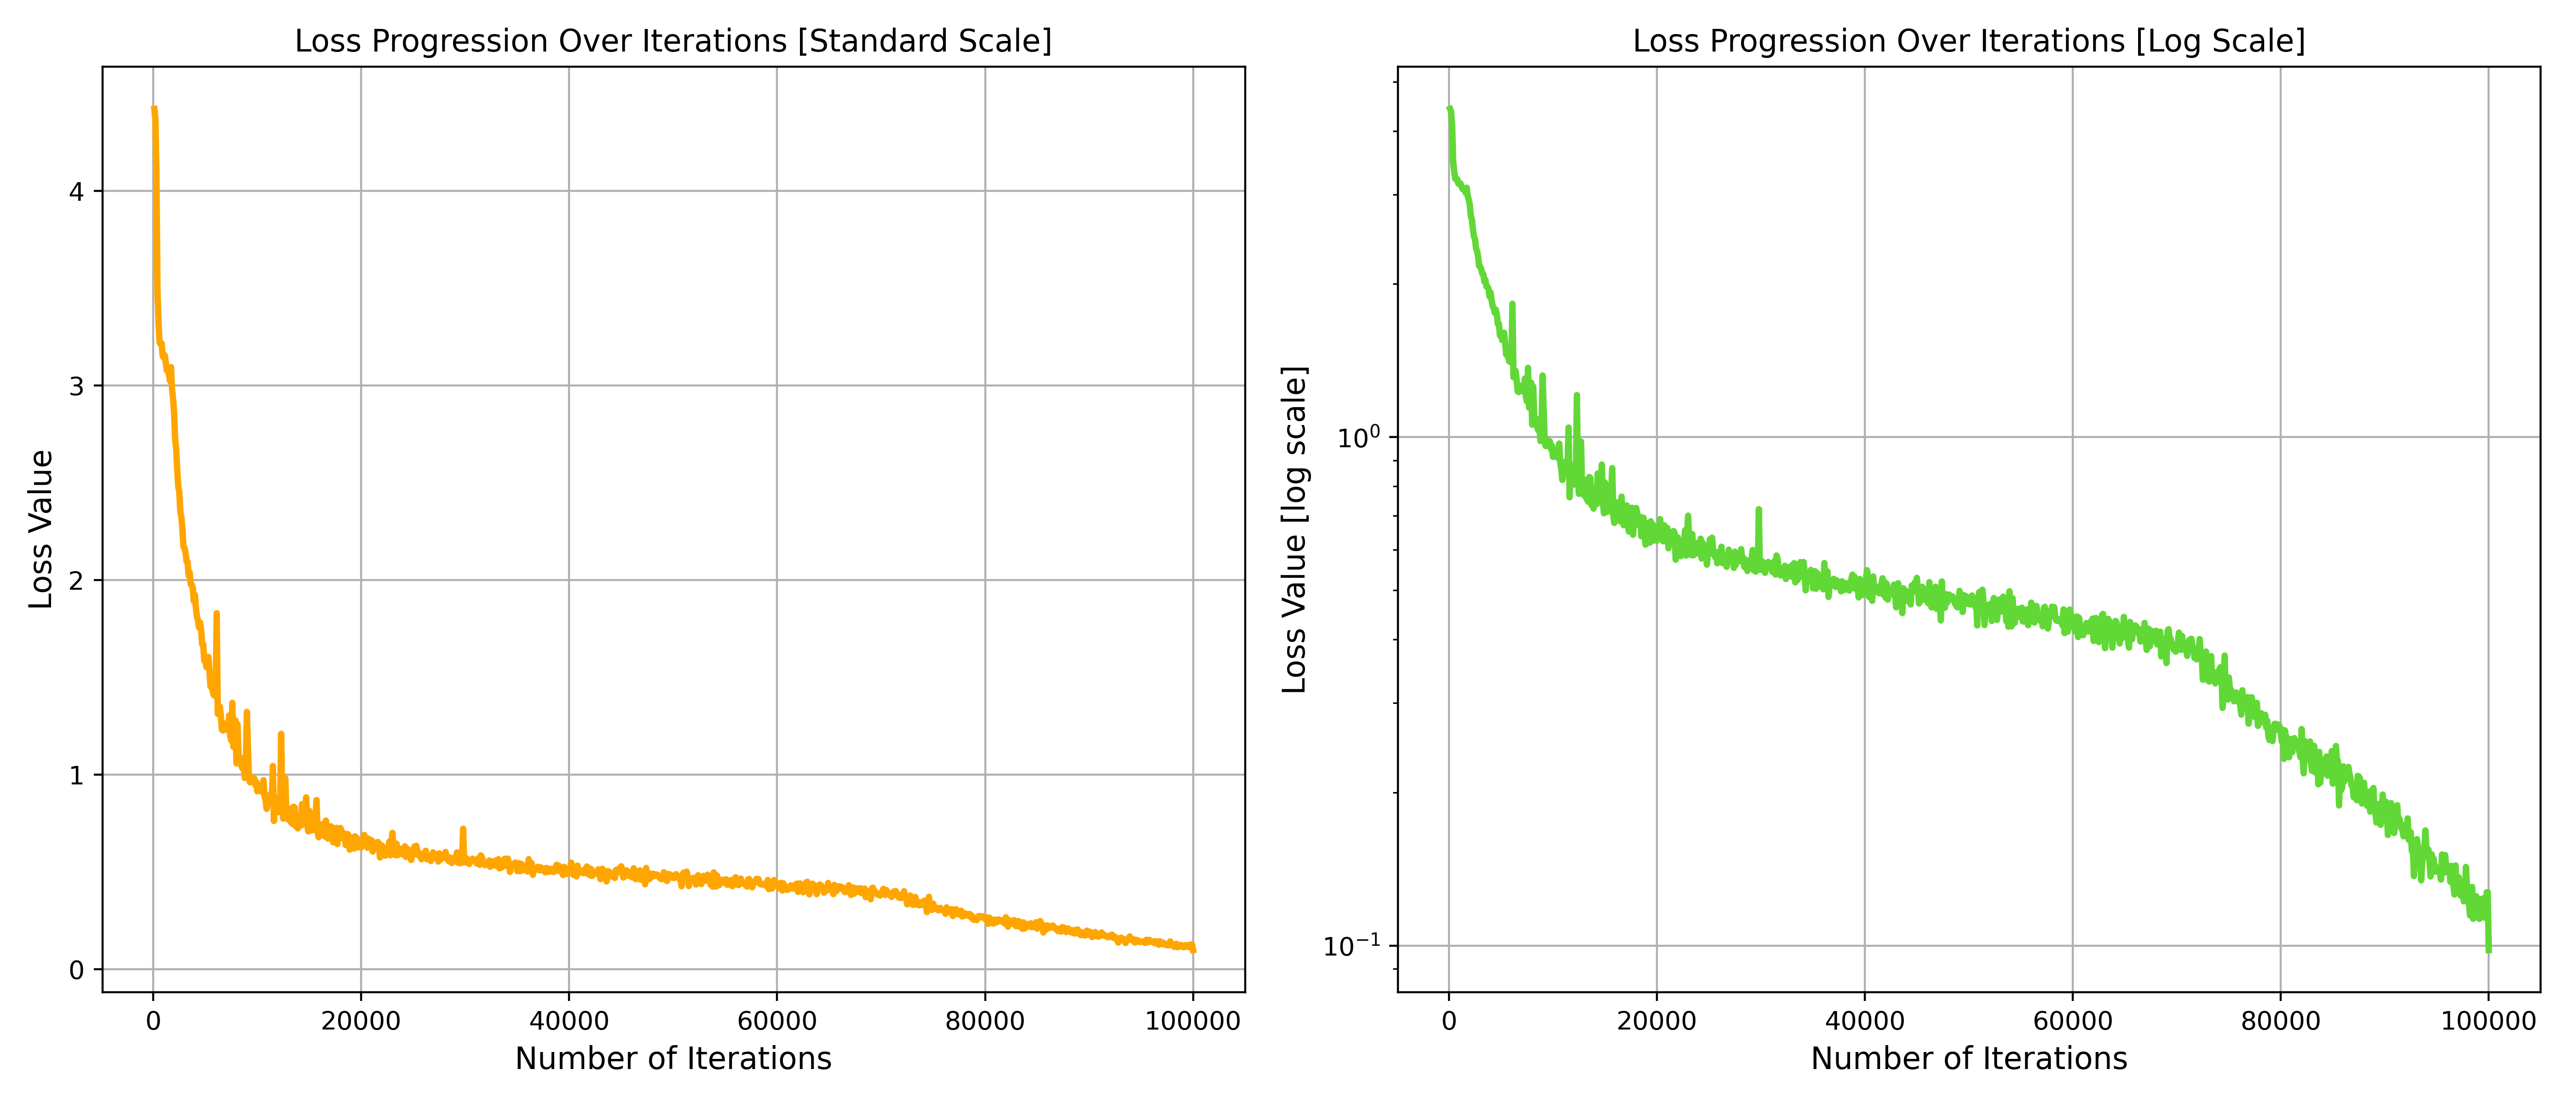 Loss Progression Over Iterations [Standard Scale]
Loss Value
4
3
2
1
0
0 20000 40000 60000 80000 100000
Number of Iterations
Loss Progression Over Iterations [Log Scale]
Loss Value [log scale]
10⁰
10⁻¹
0 20000 40000 60000 80000 100000
Number of Iterations